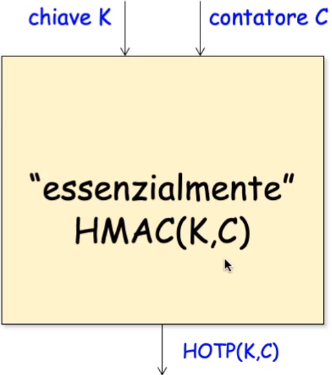 chiave K
contatore C
“essenzialmente”
HMAC(K,C)
HOTP(K,C)